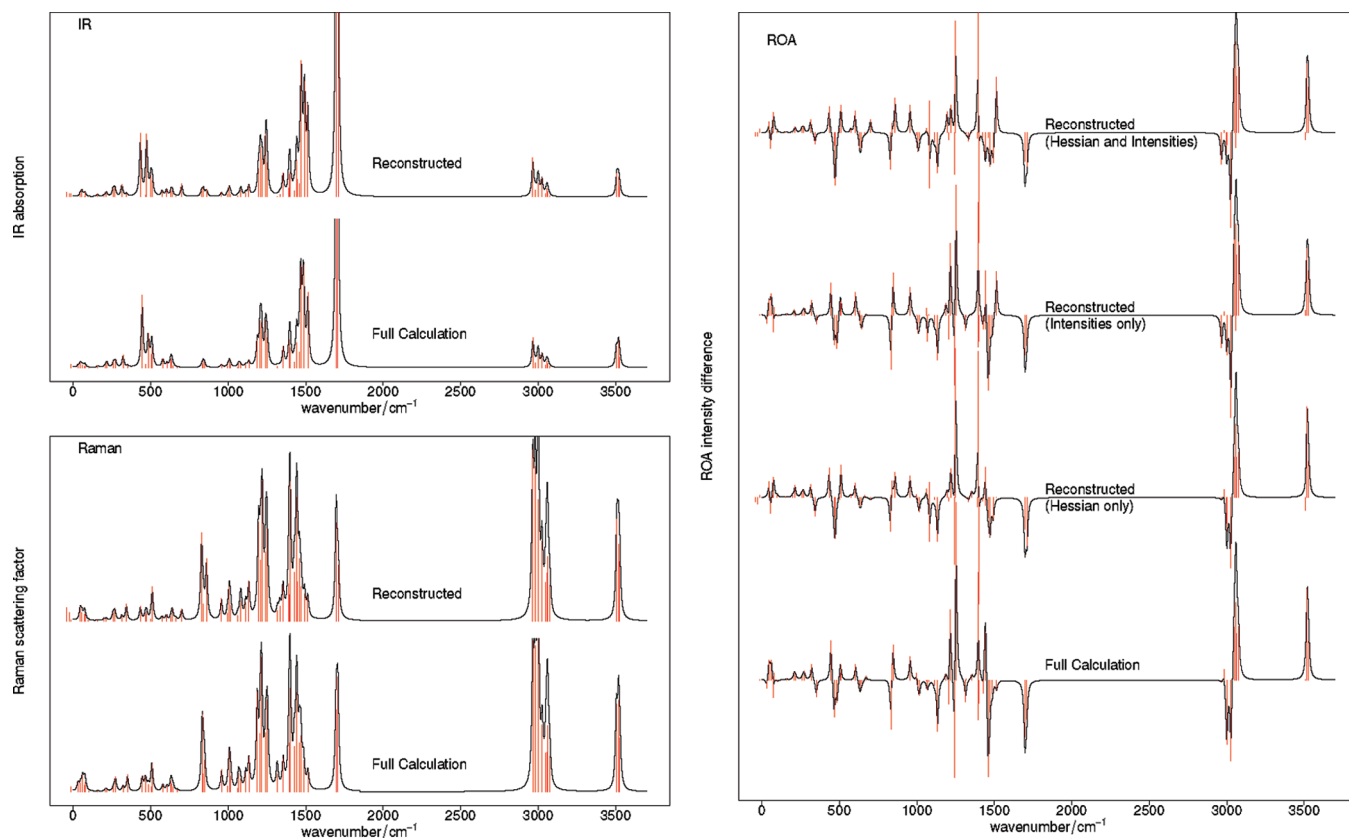 IR
Reconstructed
Full Calculation
IR absorption
0 500 1000 1500 2000 2500 3000 3500
wavenumber/cm⁻¹
Raman
Reconstructed
Full Calculation
Raman scattering factor
0 500 1000 1500 2000 2500 3000 3500
wavenumber/cm⁻¹
ROA
Reconstructed
(Hessian and Intensities)
Reconstructed
(Intensities only)
Reconstructed
(Hessian only)
Full Calculation
ROA intensity difference
0 500 1000 1500 2000 2500 3000 3500
wavenumber/cm⁻¹